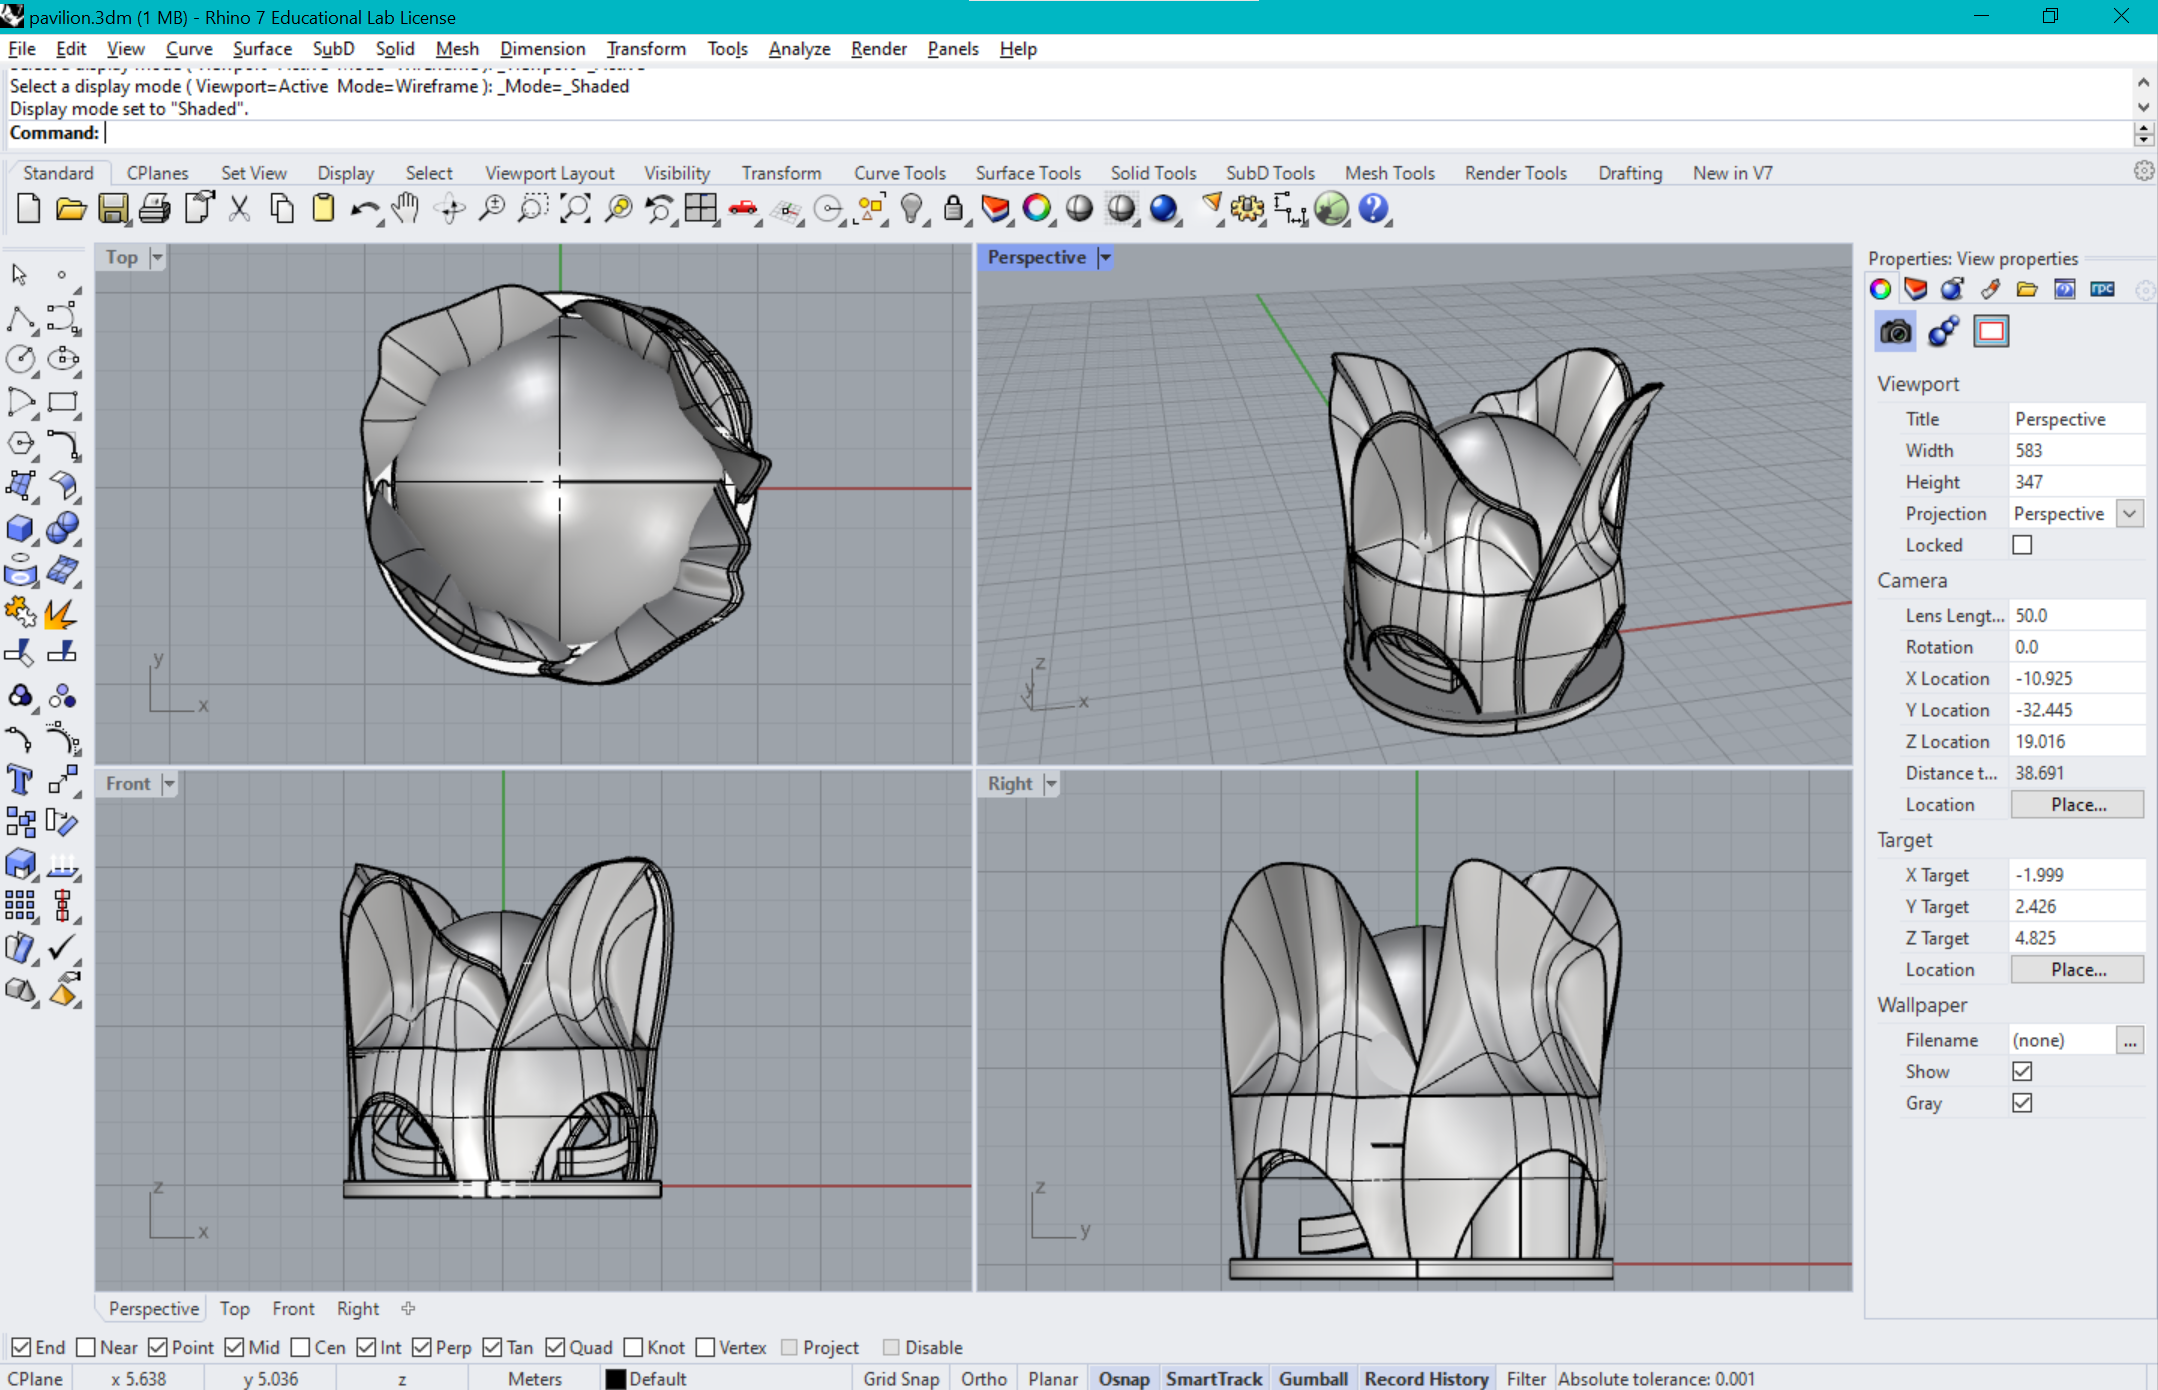 pavilion.3dm (1 MB) - Rhino 7 Educational Lab License
File Edit View Curve Surface SubD Solid Mesh Dimension Transform Tools Analyze Render Panels Help
Select a display mode ( Viewport=Active Mode=Wireframe ): _Mode=_Shaded
Display mode set to "Shaded".
Command:
Standard CPlanes Set View Display Select Viewport Layout Visibility Transform Curve Tools Surface Tools Solid Tools SubD Tools Mesh Tools Render Tools Drafting New in V7
Top
y
x
Perspective
z
y
x
Front
z
x
Right
z
y
Properties: View properties
rpc
Viewport
Title Perspective
Width 583
Height 347
Projection Perspective
Locked
Camera
Lens Lengt... 50.0
Rotation 0.0
X Location -10.925
Y Location -32.445
Z Location 19.016
Distance t... 38.691
Location Place...
Target
X Target -1.999
Y Target 2.426
Z Target 4.825
Location Place...
Wallpaper
Filename (none) ...
Show
Gray
Perspective Top Front Right
End Near Point Mid Cen Int Perp Tan Quad Knot Vertex Project Disable
CPlane x 5.638 y 5.036 z Meters Default Grid Snap Ortho Planar Osnap SmartTrack Gumball Record History Filter Absolute tolerance: 0.001